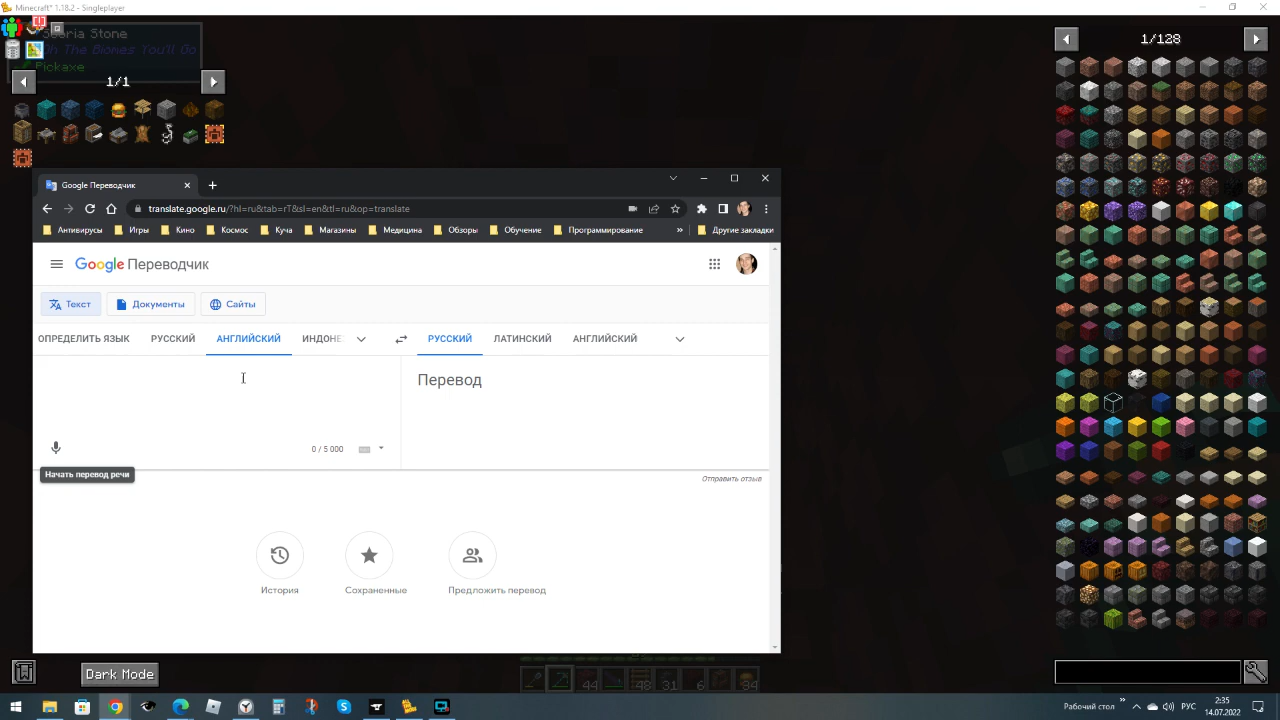 Minecraft* 1.18.2 - Singleplayer
Scoria Stone
Oh The Biomes You'll Go
Pickaxe
1/1
1/128
Google Переводчик
translate.google.ru/?hl=ru&tab=rT&sl=en&tl=ru&op=translate
Антивирусы Игры Кино Космос Куча Магазины Медицина Обзоры Обучение Программирование » Другие закладки
Google Переводчик
Текст Документы Сайты
ОПРЕДЕЛИТЬ ЯЗЫК РУССКИЙ АНГЛИЙСКИЙ ИНДОНЕ РУССКИЙ ЛАТИНСКИЙ АНГЛИЙСКИЙ
Перевод
0 / 5 000
Начать перевод речи
Отправить отзыв
История Сохраненные Предложить перевод
Dark Mode
44 43 31 6 34
Рабочий стол » РУС 2:35
14.07.2022